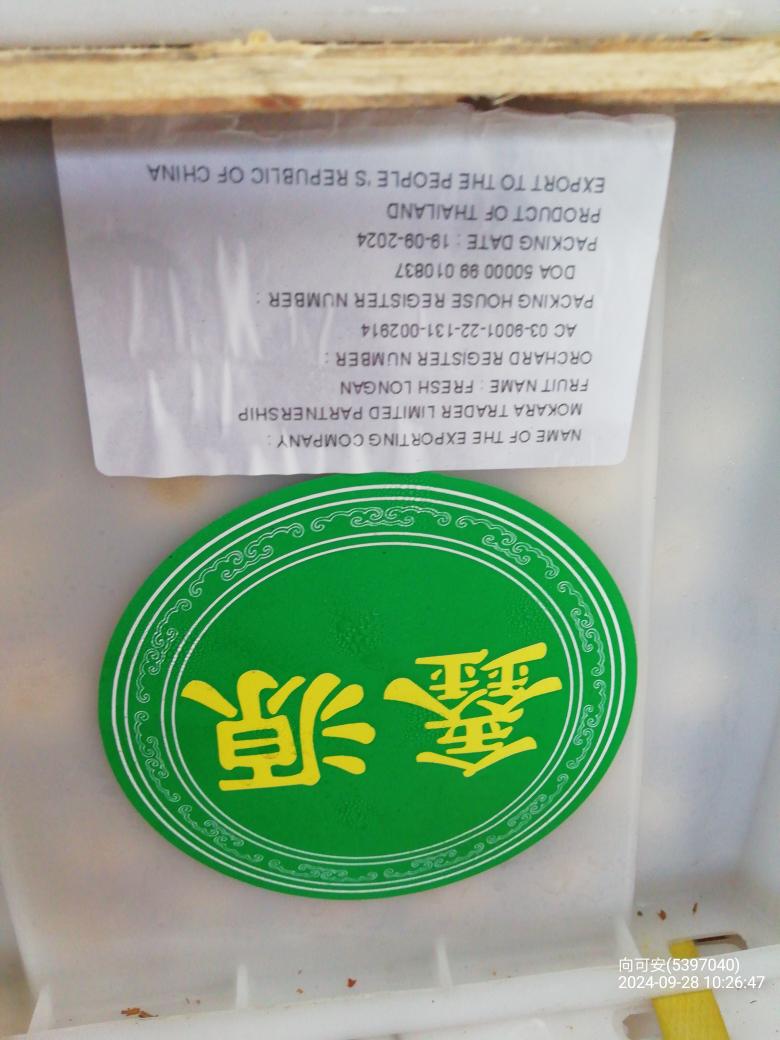 NAME OF THE EXPORTING COMPANY :
MOKARA TRADER LIMITED PARTNERSHIP
FRUIT NAME : FRESH LONGAN
ORCHARD REGISTER NUMBER :
AC 03-9001-22-131-002914
PACKING HOUSE REGISTER NUMBER :
DOA 50000 99 010837
PACKING DATE : 19-09-2024
PRODUCT OF THAILAND
EXPORT TO THE PEOPLE'S REPUBLIC OF CHINA
鑫源
向可安(5397040)
2024-09-28 10:26:47